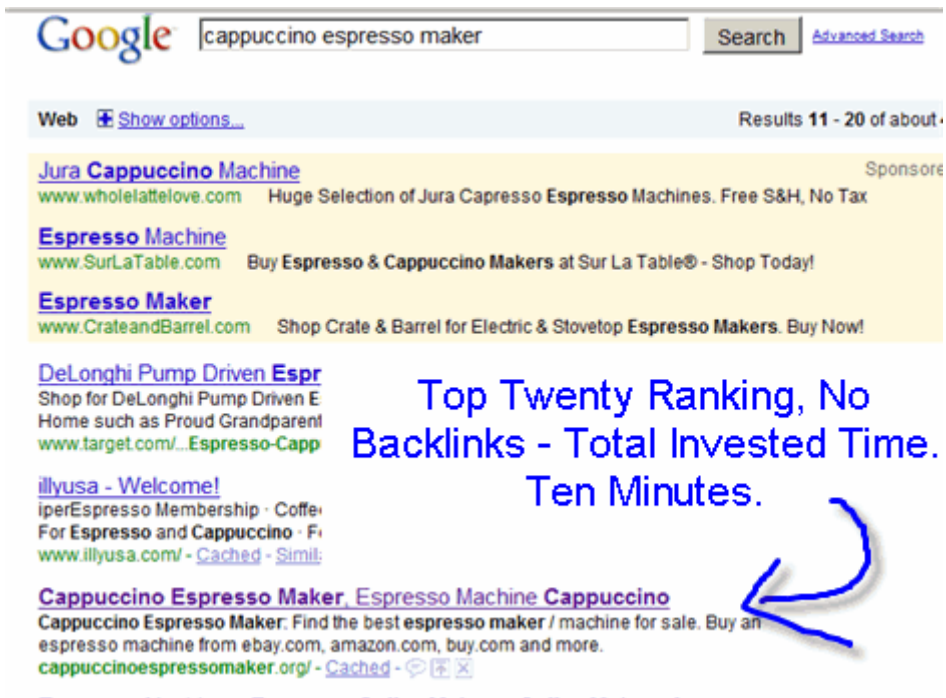 Google cappuccino espresso maker Search Advanced Search
Web Show options... Results 11 - 20 of about
Jura Cappuccino Machine Sponsore
www.wholelattelove.com Huge Selection of Jura Capresso Espresso Machines. Free S&H, No Tax
Espresso Machine
www.SurLaTable.com Buy Espresso & Cappuccino Makers at Sur La Table® - Shop Today!
Espresso Maker
www.CrateandBarrel.com Shop Crate & Barrel for Electric & Stovetop Espresso Makers. Buy Now!
DeLonghi Pump Driven Espr
Shop for DeLonghi Pump Driven E
Home such as Proud Grandparent
www.target.com/...Espresso-Capp
Top Twenty Ranking, No
Backlinks - Total Invested Time.
Ten Minutes.
illyusa - Welcome!
iperEspresso Membership · Coffe
For Espresso and Cappuccino · F
www.illyusa.com/ - Cached - Simil
Cappuccino Espresso Maker, Espresso Machine Cappuccino
Cappuccino Espresso Maker: Find the best espresso maker / machine for sale. Buy an
espresso machine from ebay.com, amazon.com, buy.com and more.
cappuccinoespressomaker.org/ - Cached -